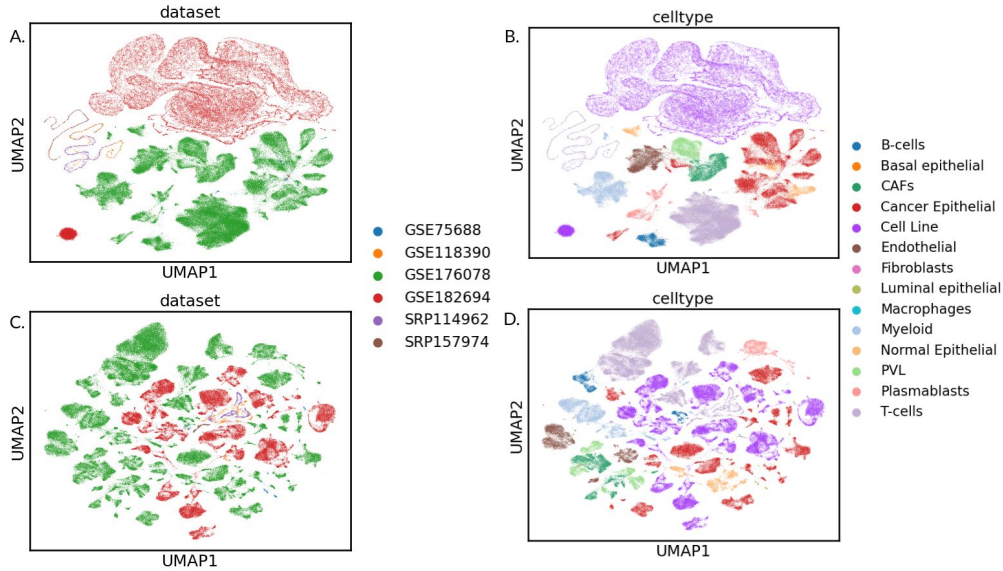 dataset
A.
UMAP2
UMAP1
celltype
B.
UMAP2
UMAP1
GSE75688
GSE118390
GSE176078
GSE182694
SRP114962
SRP157974
B-cells
Basal epithelial
CAFs
Cancer Epithelial
Cell Line
Endothelial
Fibroblasts
Luminal epithelial
Macrophages
Myeloid
Normal Epithelial
PVL
Plasmablasts
T-cells
dataset
C.
UMAP2
UMAP1
celltype
D.
UMAP2
UMAP1